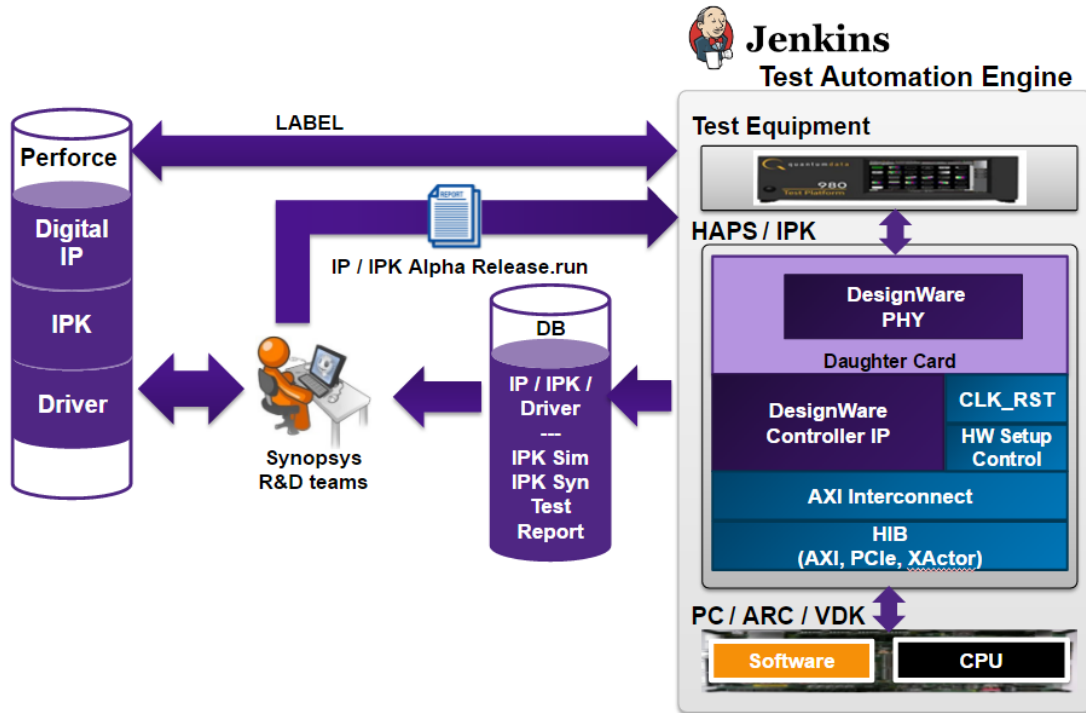 Jenkins
Test Automation Engine
LABEL
Perforce
Digital
IP
IPK
Driver
REPORT
IP / IPK Alpha Release.run
Synopsys
R&D teams
DB
IP / IPK /
Driver
---
IPK Sim
IPK Syn
Test
Report
Test Equipment
quantumdata
980
Test Platform
HAPS / IPK
DesignWare
PHY
Daughter Card
DesignWare
Controller IP
CLK_RST
HW Setup
Control
AXI Interconnect
HIB
(AXI, PCIe, XActor)
PC / ARC / VDK
Software
CPU